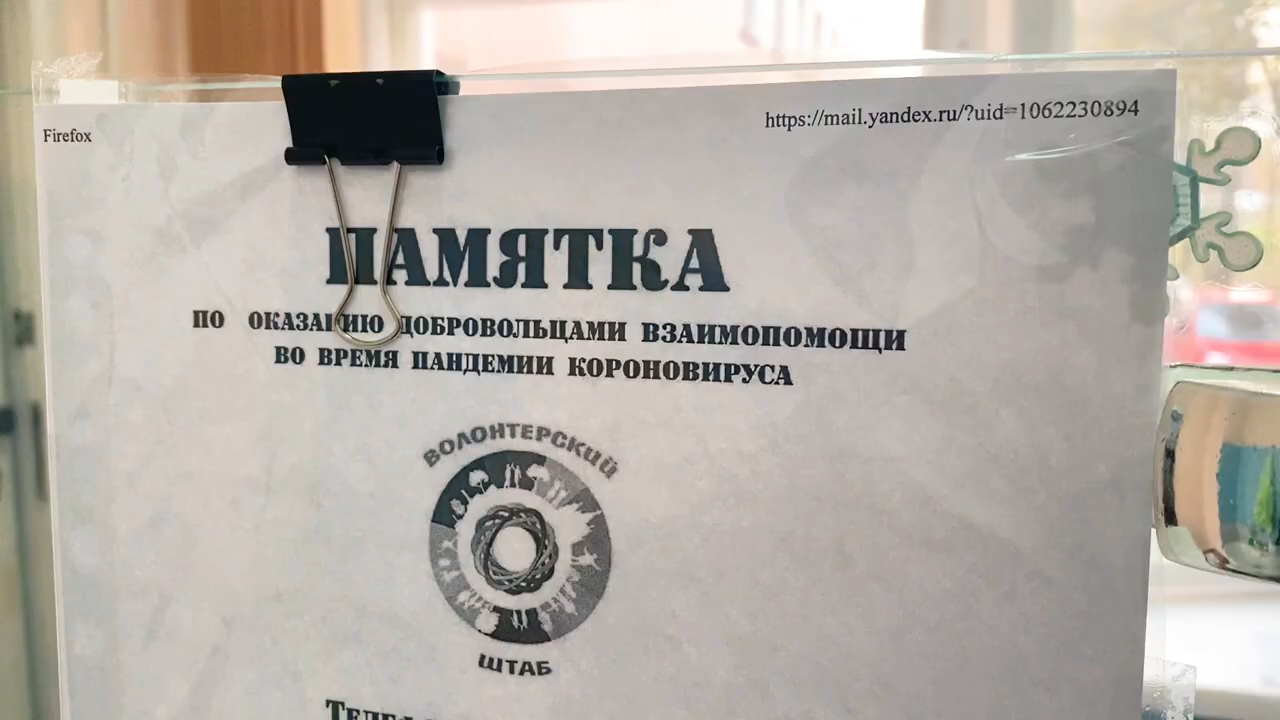 Firefox
https://mail.yandex.ru/?uid=1062230894
ПАМЯТКА
ПО ОКАЗАНИЮ ДОБРОВОЛЬЦАМИ ВЗАИМОПОМОЩИ
ВО ВРЕМЯ ПАНДЕМИИ КОРОНОВИРУСА
ВОЛОНТЕРСКИЙ
ШТАБ